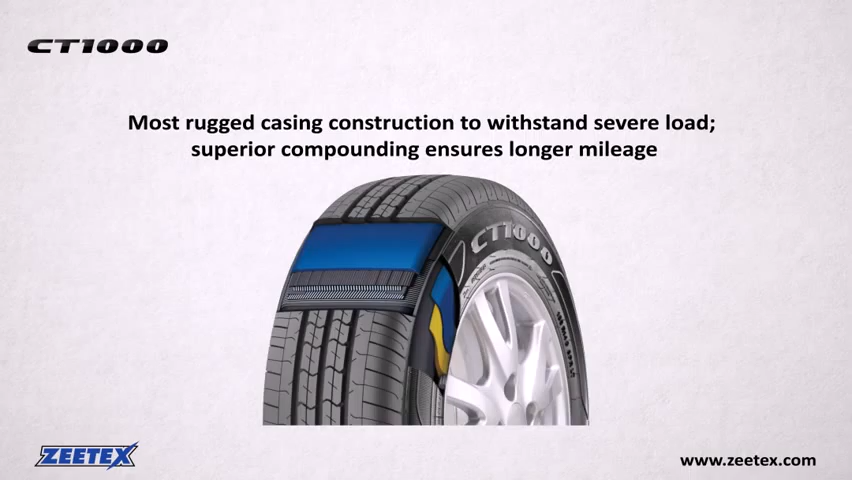 CT1000
Most rugged casing construction to withstand severe load;
superior compounding ensures longer mileage
CT1000
ZEETEX
www.zeetex.com